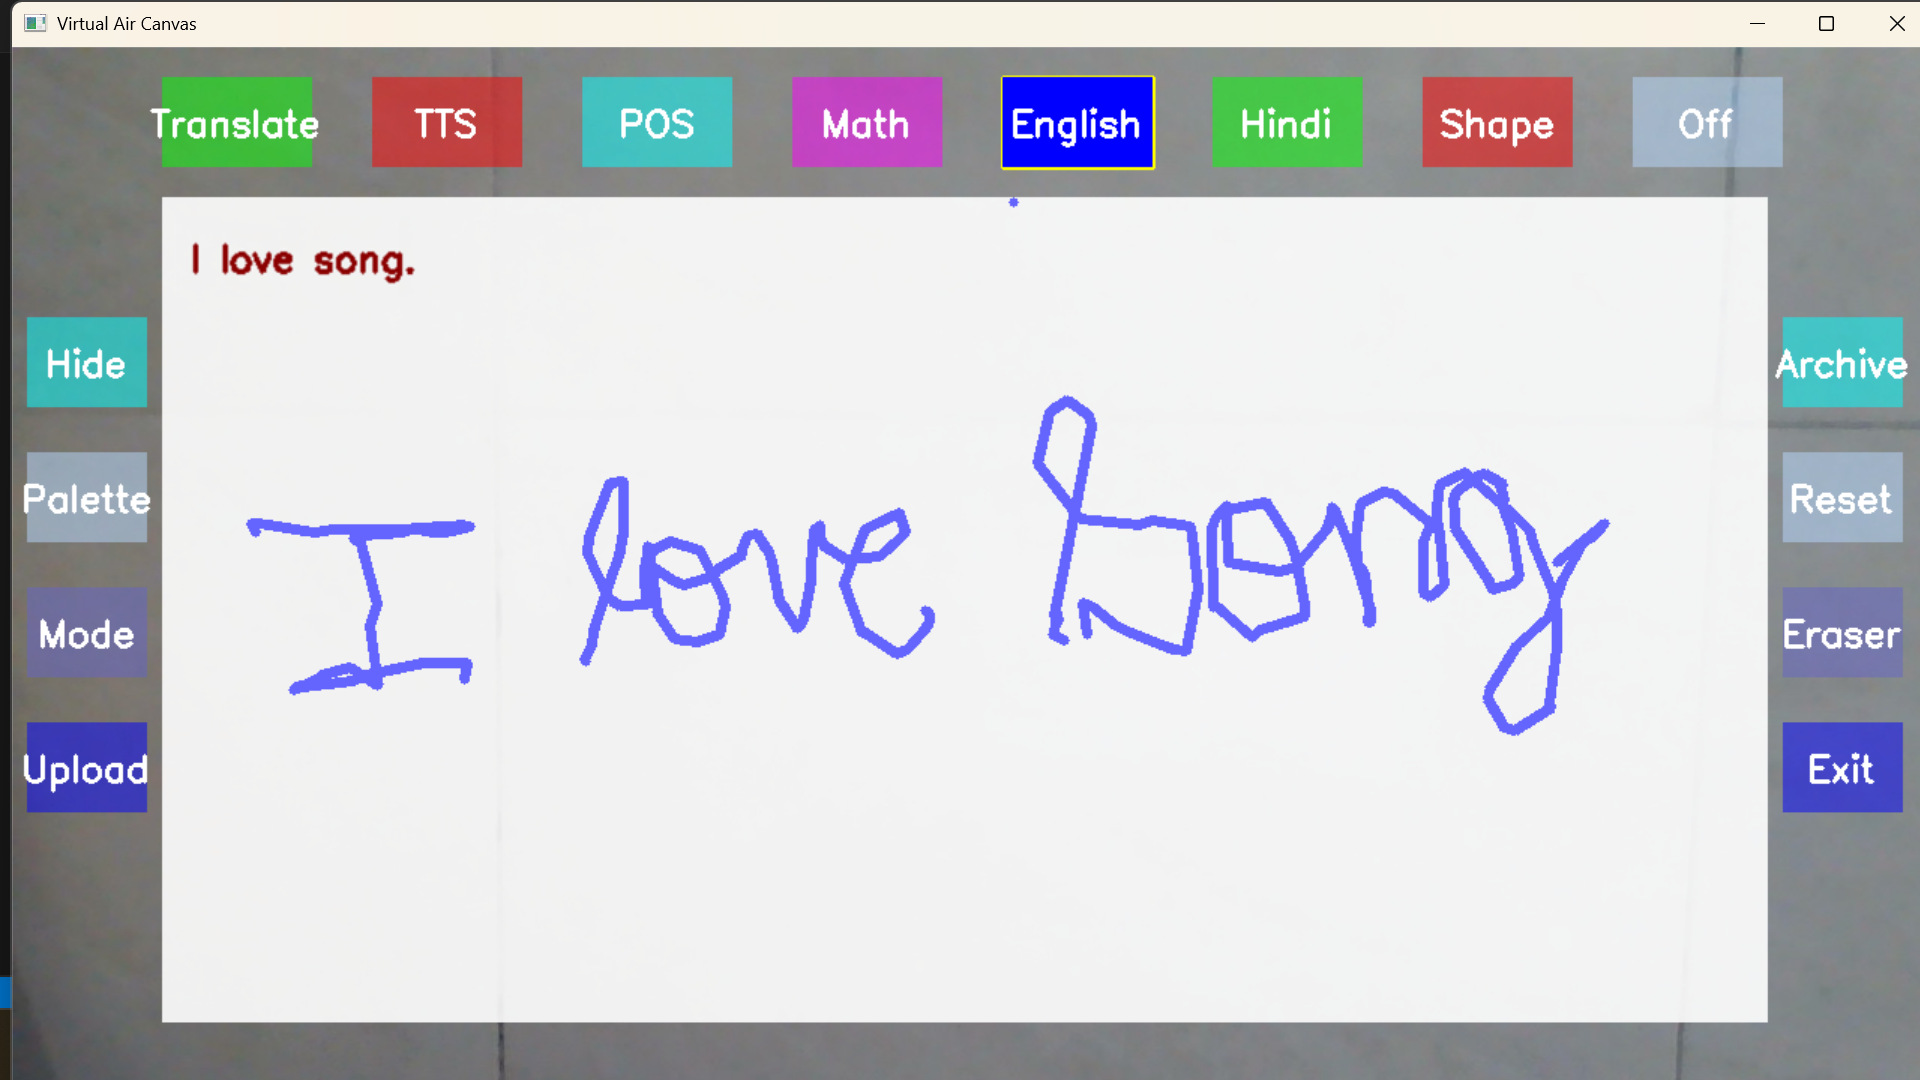 Virtual Air Canvas
Translate TTS POS Math English Hindi Shape Off
I love song.
Hide Archive
I love Song
Palette Reset
Mode Eraser
Upload Exit